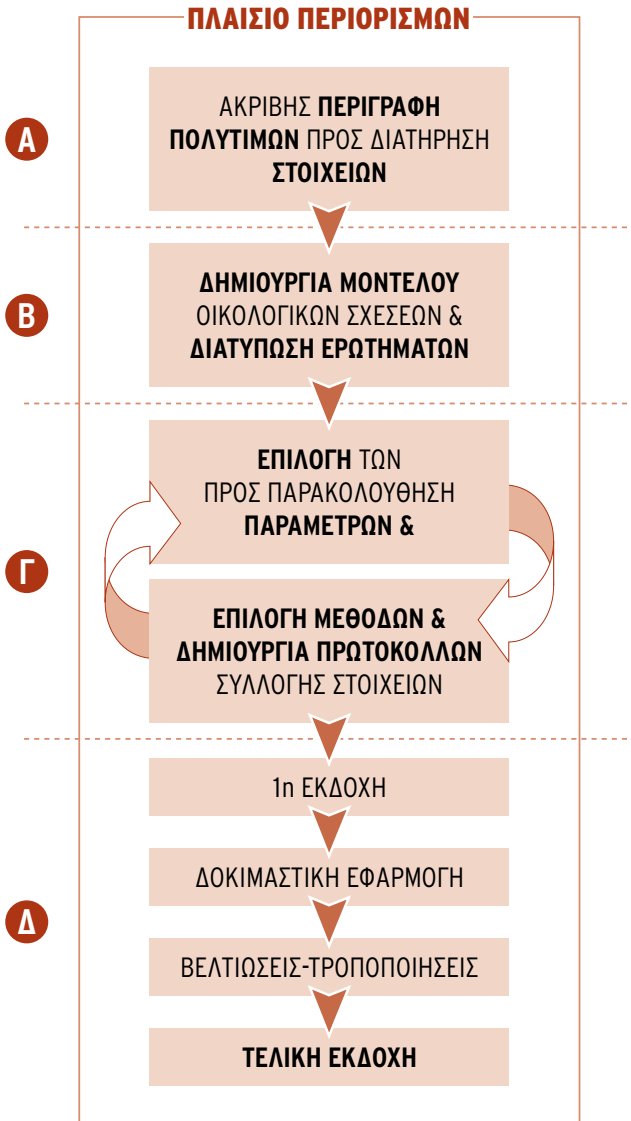 ΠΛΑΙΣΙΟ ΠΕΡΙΟΡΙΣΜΩΝ
Α
ΑΚΡΙΒΗΣ ΠΕΡΙΓΡΑΦΗ
ΠΟΛΥΤΙΜΩΝ ΠΡΟΣ ΔΙΑΤΗΡΗΣΗ
ΣΤΟΙΧΕΙΩΝ
Β
ΔΗΜΙΟΥΡΓΙΑ ΜΟΝΤΕΛΟΥ
ΟΙΚΟΛΟΓΙΚΩΝ ΣΧΕΣΕΩΝ &
ΔΙΑΤΥΠΩΣΗ ΕΡΩΤΗΜΑΤΩΝ
Γ
ΕΠΙΛΟΓΗ ΤΩΝ
ΠΡΟΣ ΠΑΡΑΚΟΛΟΥΘΗΣΗ
ΠΑΡΑΜΕΤΡΩΝ &
ΕΠΙΛΟΓΗ ΜΕΘΟΔΩΝ &
ΔΗΜΙΟΥΡΓΙΑ ΠΡΩΤΟΚΟΛΛΩΝ
ΣΥΛΛΟΓΗΣ ΣΤΟΙΧΕΙΩΝ
Δ
1η ΕΚΔΟΧΗ
ΔΟΚΙΜΑΣΤΙΚΗ ΕΦΑΡΜΟΓΗ
ΒΕΛΤΙΩΣΕΙΣ-ΤΡΟΠΟΠΟΙΗΣΕΙΣ
ΤΕΛΙΚΗ ΕΚΔΟΧΗ